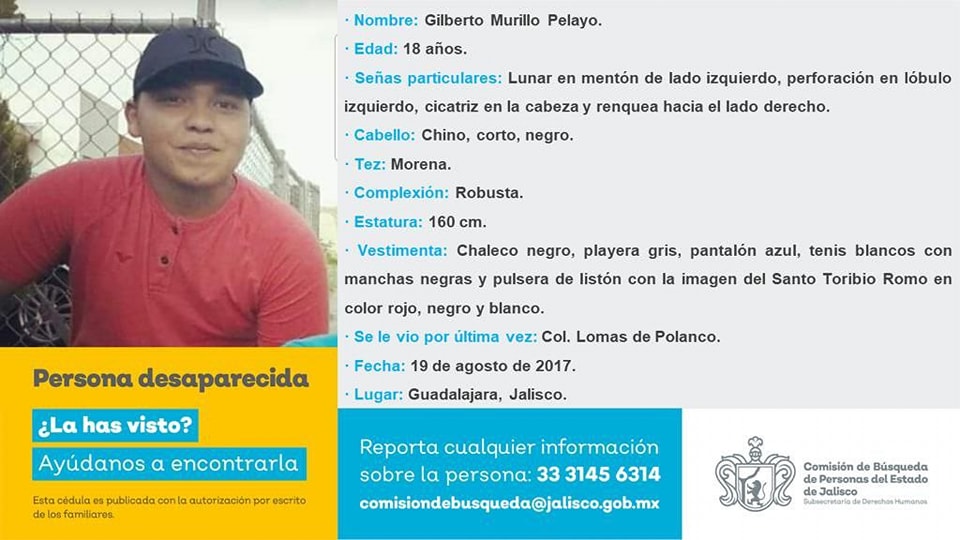 · Nombre: Gilberto Murillo Pelayo.
· Edad: 18 años.
· Señas particulares: Lunar en mentón de lado izquierdo, perforación en lóbulo
izquierdo, cicatriz en la cabeza y renquea hacia el lado derecho.
· Cabello: Chino, corto, negro.
· Tez: Morena.
· Complexión: Robusta.
· Estatura: 160 cm.
· Vestimenta: Chaleco negro, playera gris, pantalón azul, tenis blancos con
manchas negras y pulsera de listón con la imagen del Santo Toribio Romo en
color rojo, negro y blanco.
· Se le vio por última vez: Col. Lomas de Polanco.
· Fecha: 19 de agosto de 2017.
· Lugar: Guadalajara, Jalisco.
Persona desaparecida
¿La has visto?
Ayúdanos a encontrarla
Esta cédula es publicada con la autorización por escrito
de los familiares.
Reporta cualquier información
sobre la persona: 33 3145 6314
comisiondebusqueda@jalisco.gob.mx
Comisión de Búsqueda
de Personas del Estado
de Jalisco
Subsecretaría de Derechos Humanos